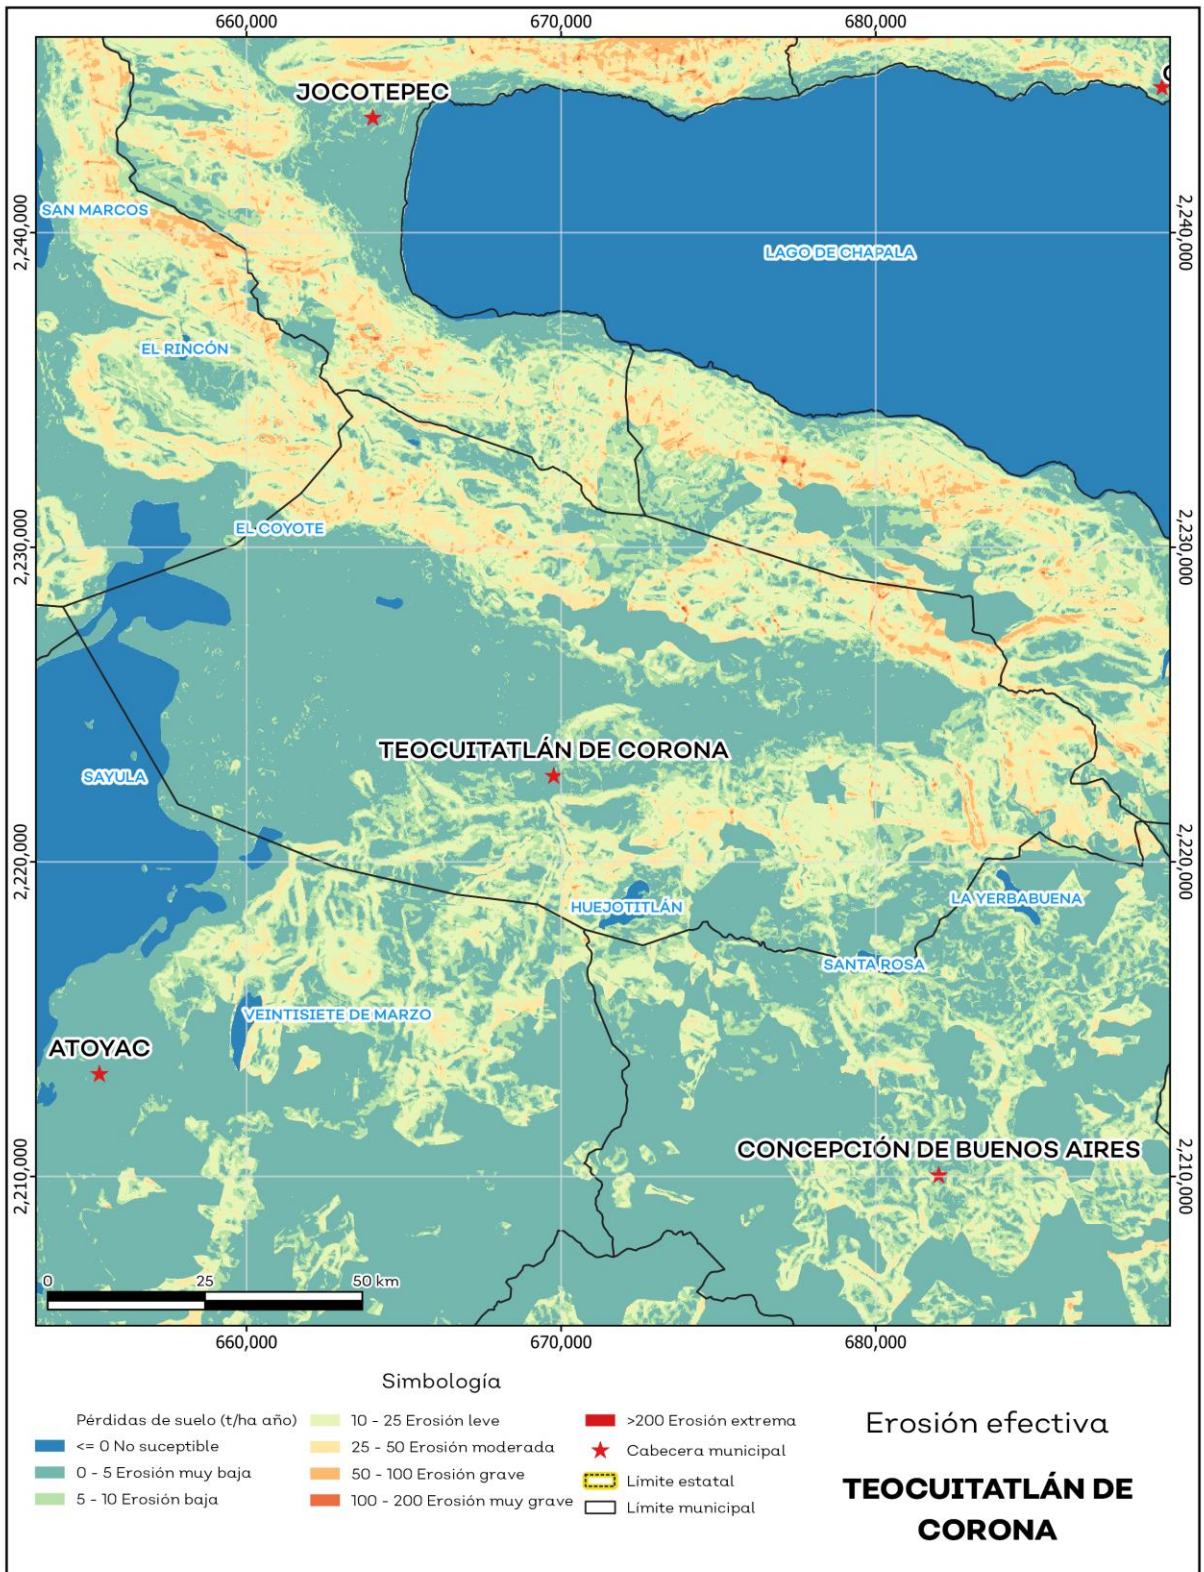 660,000
670,000
680,000
JOCOTEPEC
C
SAN MARCOS
2,240,000
2,240,000
LAGO DE CHAPALA
EL RINCÓN
EL COYOTE
2,230,000
2,230,000
TEOCUITATLÁN DE CORONA
SAYULA
2,220,000
2,220,000
HUEJOTITLÁN
LA YERBABUENA
SANTA ROSA
VEINTISIETE DE MARZO
ATOYAC
CONCEPCIÓN DE BUENOS AIRES
2,210,000
2,210,000
0 25 50 km
660,000
670,000
680,000
Simbología
Pérdidas de suelo (t/ha año)
<= 0 No suceptible
0 - 5 Erosión muy baja
5 - 10 Erosión baja
10 - 25 Erosión leve
25 - 50 Erosión moderada
50 - 100 Erosión grave
100 - 200 Erosión muy grave
>200 Erosión extrema
Cabecera municipal
Límite estatal
Límite municipal
Erosión efectiva
TEOCUITATLÁN DE
CORONA